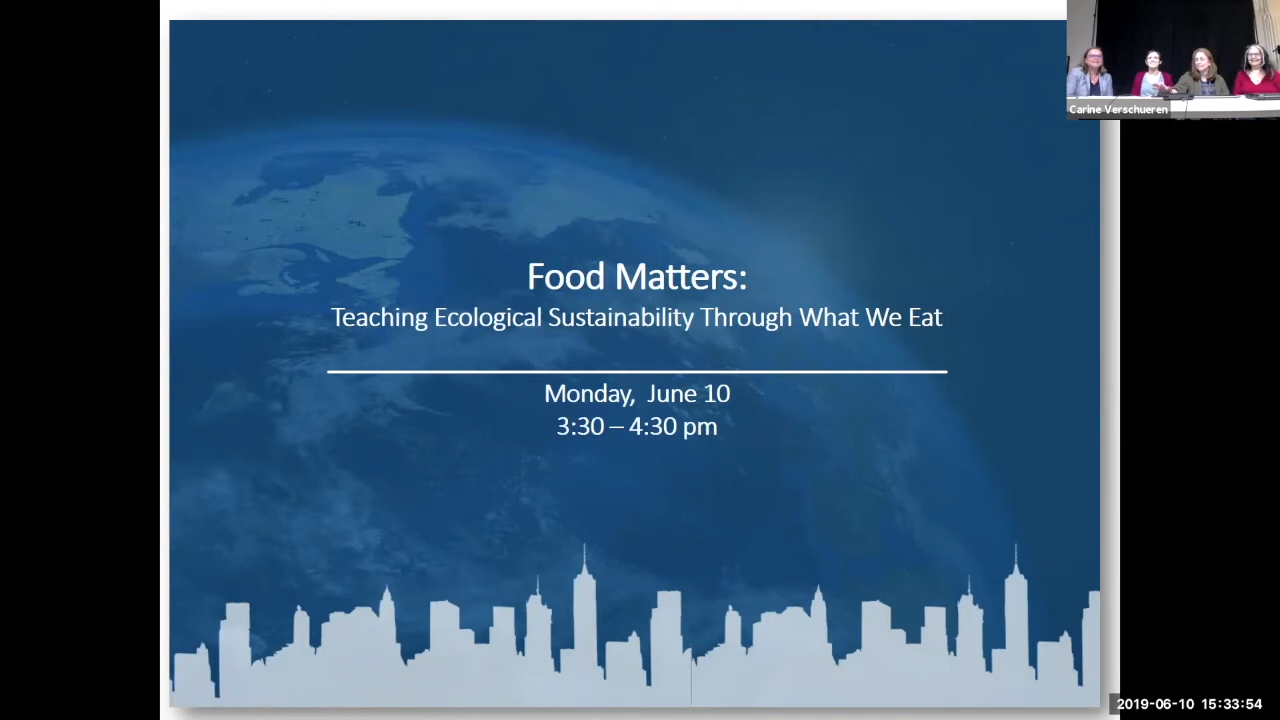 Carine Verschueren
Food Matters:
Teaching Ecological Sustainability Through What We Eat
Monday, June 10
3:30 – 4:30 pm
2019-06-10 15:33:54